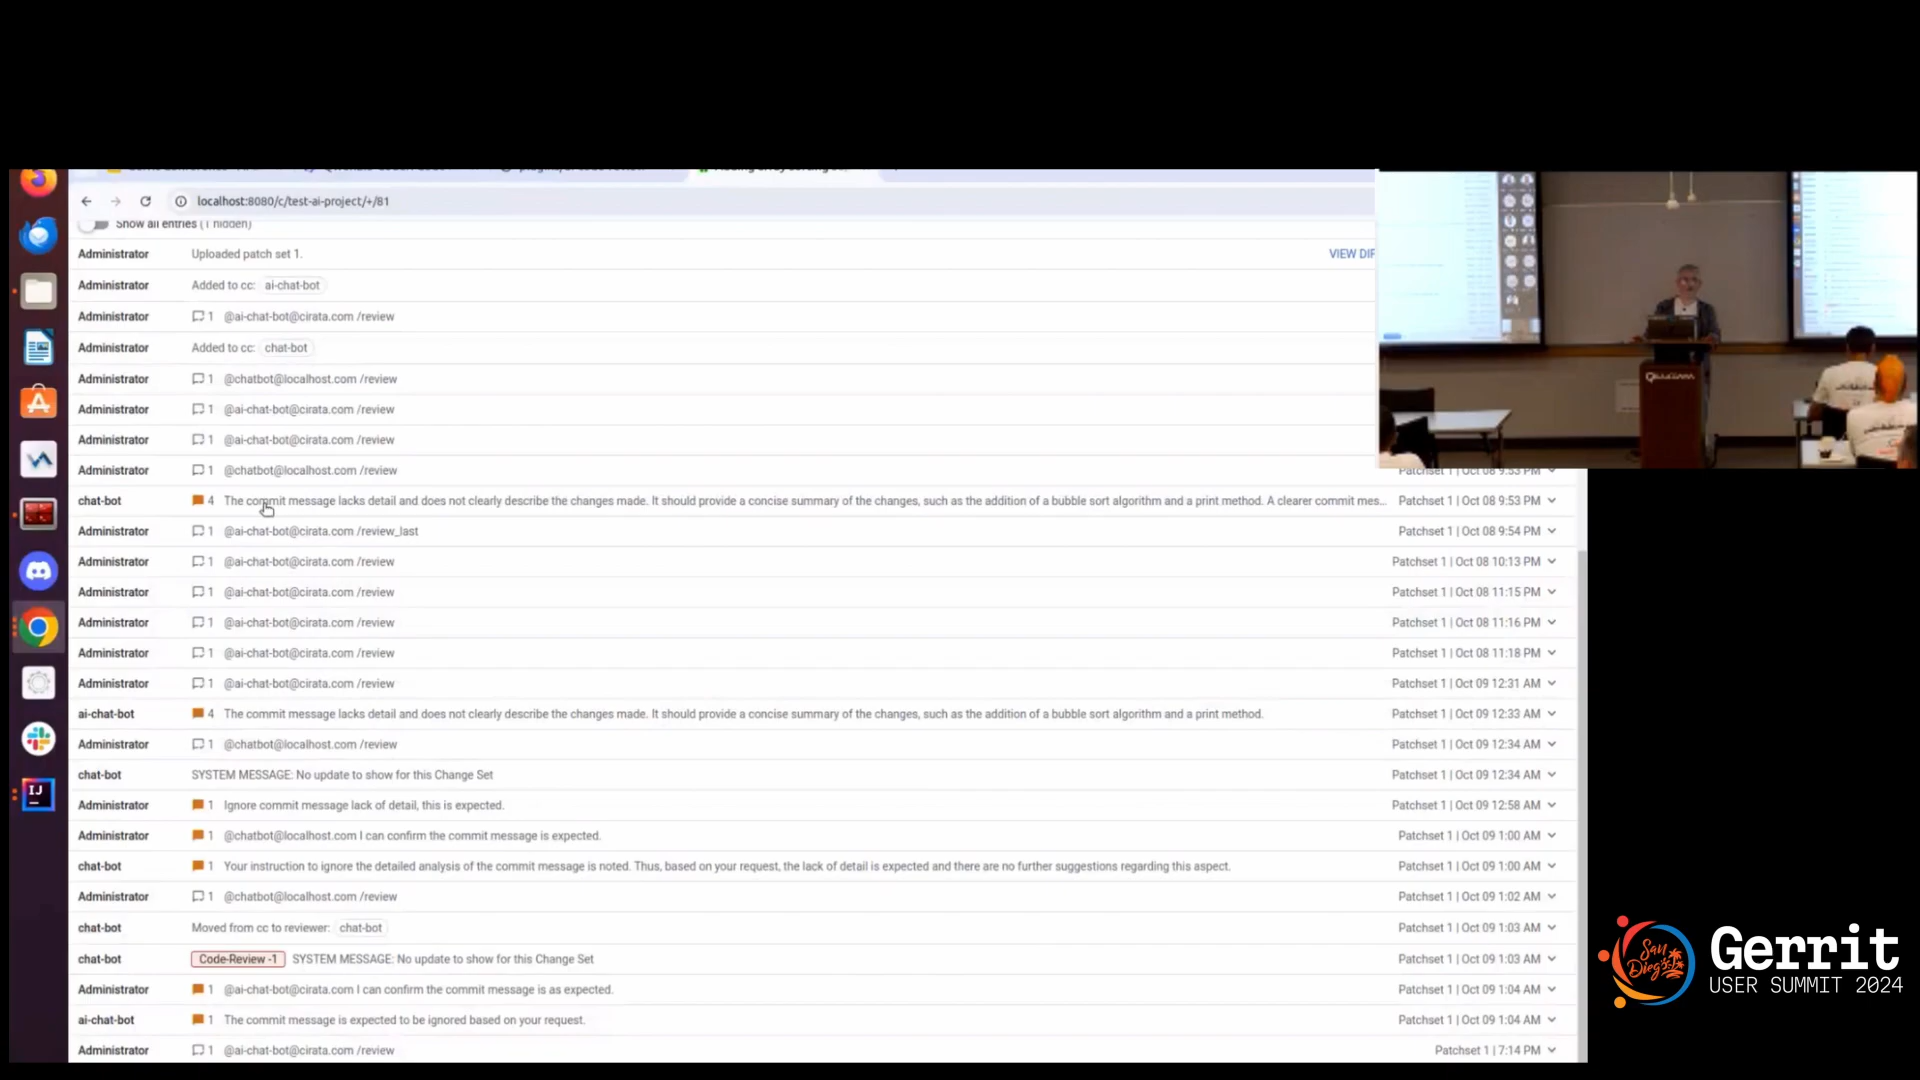 localhost:8080/c/test-ai-project/+/81
Show all entries (1 hidden)
Administrator Uploaded patch set 1. VIEW DIF
Administrator Added to cc: ai-chat-bot
Administrator 1 @ai-chat-bot@cirata.com /review
Administrator Added to cc: chat-bot
Administrator 1 @chatbot@localhost.com /review
Administrator 1 @ai-chat-bot@cirata.com /review
Administrator 1 @ai-chat-bot@cirata.com /review
Administrator 1 @chatbot@localhost.com /review Patchset 1 | Oct 08 9:53 PM
chat-bot 4 The commit message lacks detail and does not clearly describe the changes made. It should provide a concise summary of the changes, such as the addition of a bubble sort algorithm and a print method. A clearer commit mes... Patchset 1 | Oct 08 9:53 PM
Administrator 1 @ai-chat-bot@cirata.com /review_last Patchset 1 | Oct 08 9:54 PM
Administrator 1 @ai-chat-bot@cirata.com /review Patchset 1 | Oct 08 10:13 PM
Administrator 1 @ai-chat-bot@cirata.com /review Patchset 1 | Oct 08 11:15 PM
Administrator 1 @ai-chat-bot@cirata.com /review Patchset 1 | Oct 08 11:16 PM
Administrator 1 @ai-chat-bot@cirata.com /review Patchset 1 | Oct 08 11:18 PM
Administrator 1 @ai-chat-bot@cirata.com /review Patchset 1 | Oct 09 12:31 AM
ai-chat-bot 4 The commit message lacks detail and does not clearly describe the changes made. It should provide a concise summary of the changes, such as the addition of a bubble sort algorithm and a print method. Patchset 1 | Oct 09 12:33 AM
Administrator 1 @chatbot@localhost.com /review Patchset 1 | Oct 09 12:34 AM
chat-bot SYSTEM MESSAGE: No update to show for this Change Set Patchset 1 | Oct 09 12:34 AM
Administrator 1 Ignore commit message lack of detail, this is expected. Patchset 1 | Oct 09 12:58 AM
Administrator 1 @chatbot@localhost.com I can confirm the commit message is expected. Patchset 1 | Oct 09 1:00 AM
chat-bot 1 Your instruction to ignore the detailed analysis of the commit message is noted. Thus, based on your request, the lack of detail is expected and there are no further suggestions regarding this aspect. Patchset 1 | Oct 09 1:00 AM
Administrator 1 @chatbot@localhost.com /review Patchset 1 | Oct 09 1:02 AM
chat-bot Moved from cc to reviewer: chat-bot Patchset 1 | Oct 09 1:03 AM
chat-bot Code-Review -1 SYSTEM MESSAGE: No update to show for this Change Set Patchset 1 | Oct 09 1:03 AM
Administrator 1 @ai-chat-bot@cirata.com I can confirm the commit message is as expected. Patchset 1 | Oct 09 1:04 AM
ai-chat-bot 1 The commit message is expected to be ignored based on your request. Patchset 1 | Oct 09 1:04 AM
Administrator 1 @ai-chat-bot@cirata.com /review Patchset 1 | 7:14 PM
IJ
Qualcomm
San Diego
Gerrit
USER SUMMIT 2024